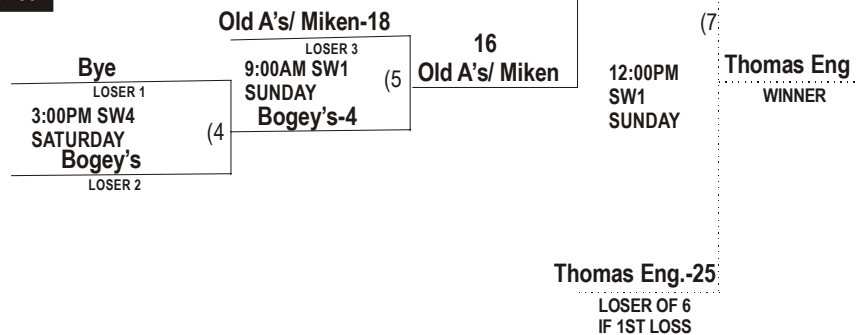 Old A's/ Miken-18
LOSER 3
Bye
LOSER 1
9:00AM SW1
SUNDAY
(5
16
Old A's/ Miken
(7
12:00PM
SW1
SUNDAY
Thomas Eng
WINNER
3:00PM SW4
SATURDAY
(4
Bogey's-4
Bogey's
LOSER 2
Thomas Eng.-25
LOSER OF 6
IF 1ST LOSS